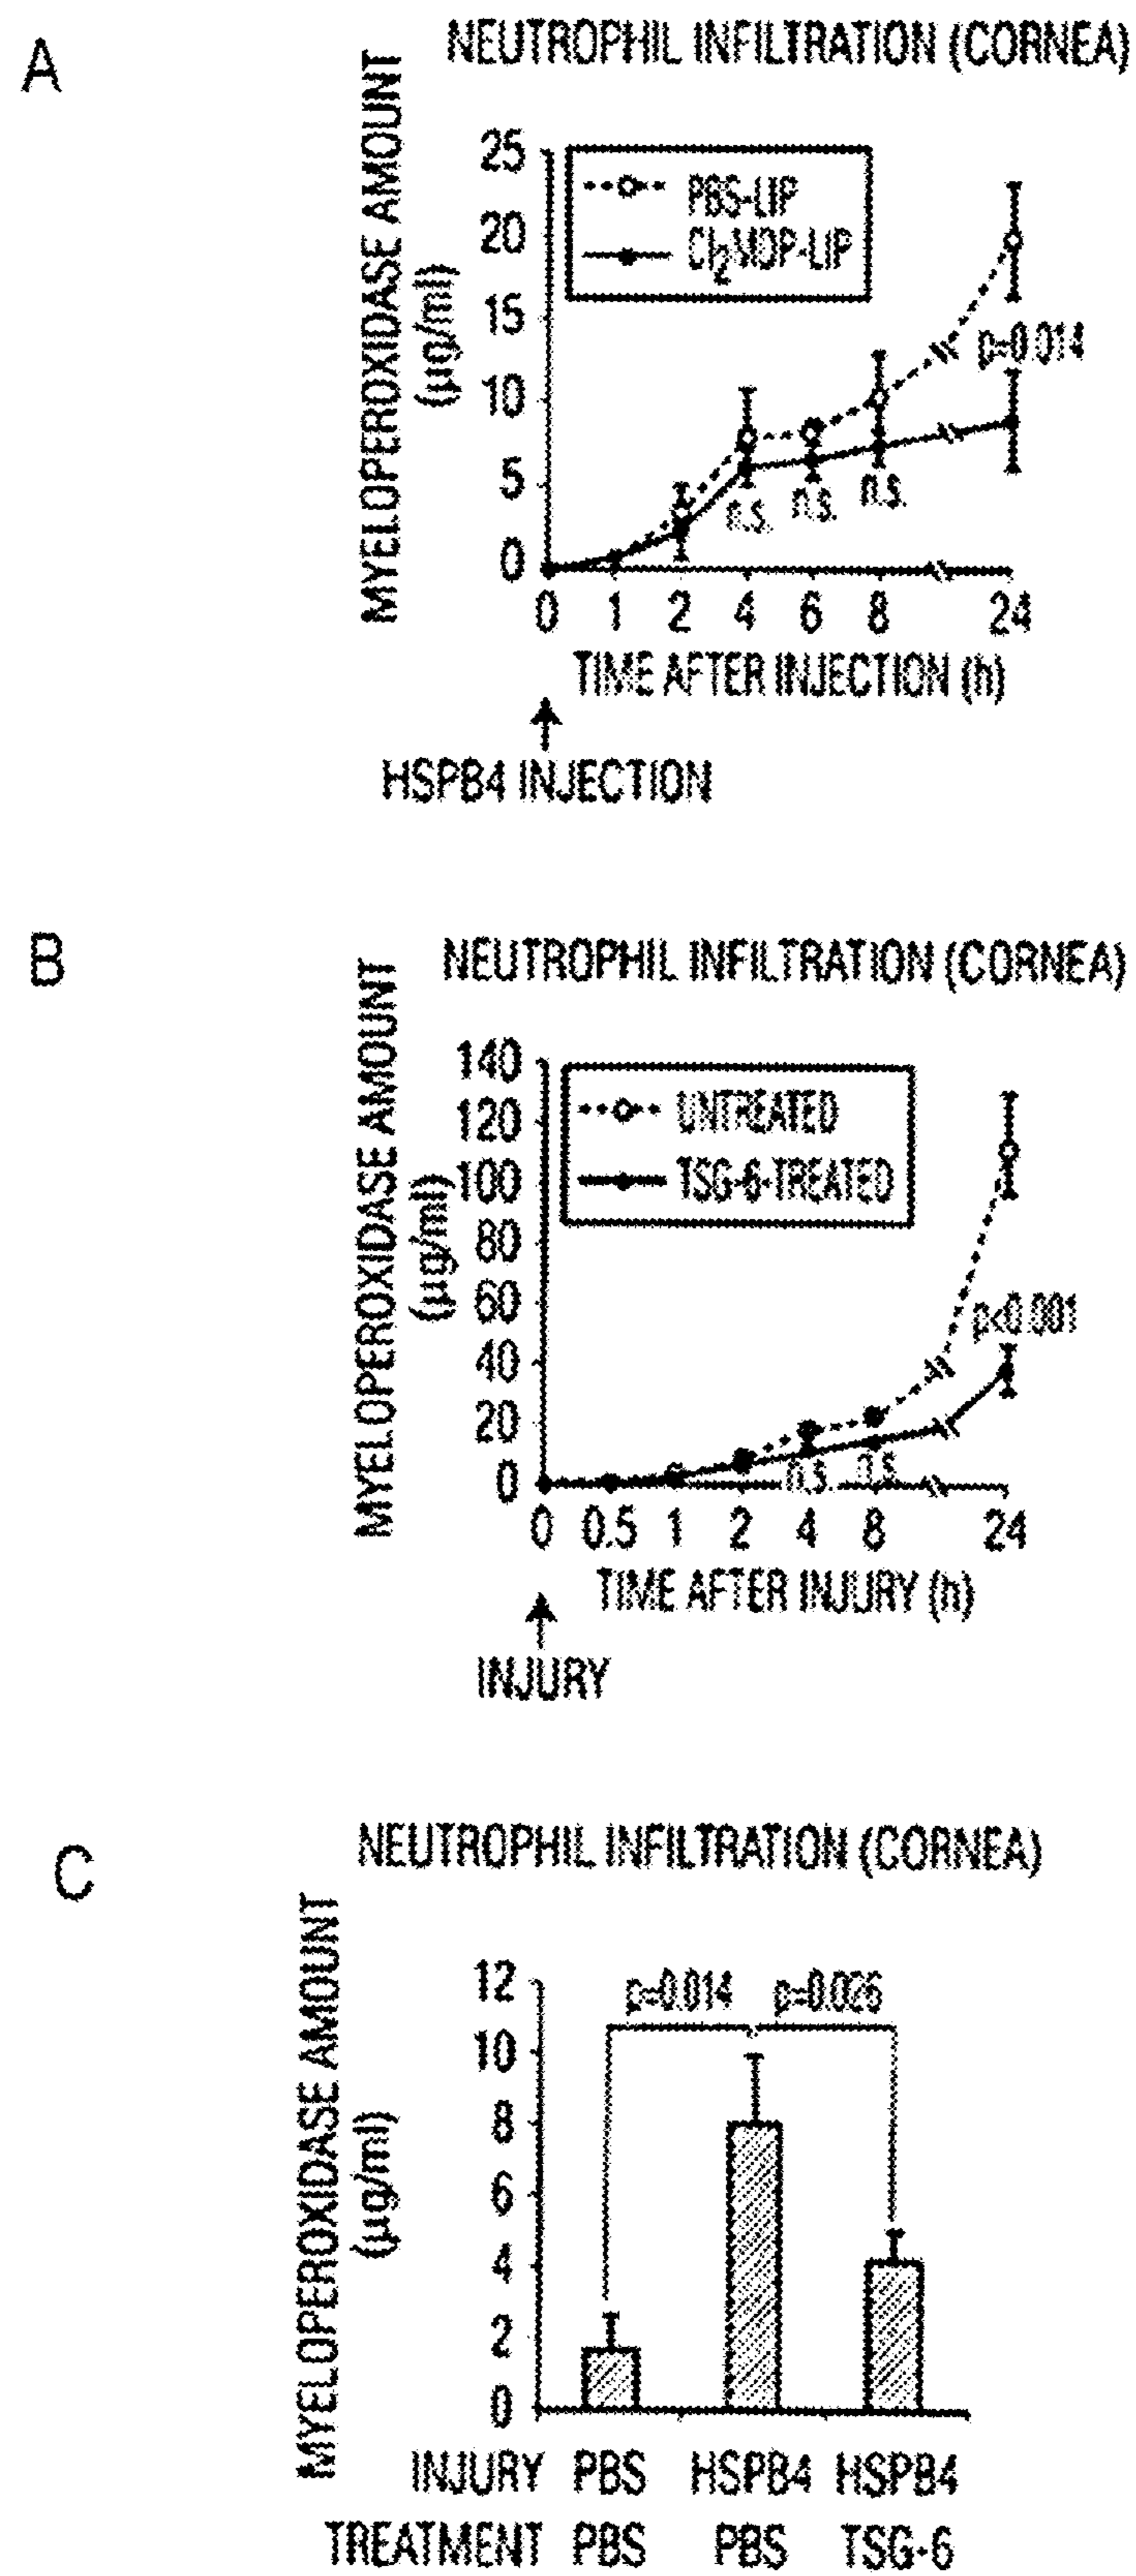 A
NEUTROPHIL INFILTRATION (CORNEA)
MYELOPEROXIDASE AMOUNT
(µg/ml)
25
20
15
10
5
0
PBS-LIP
Cl2MDP-LIP
p=0.014
n.s.
n.s.
n.s.
0 1 2 4 6 8 24
TIME AFTER INJECTION (h)
HSPB4 INJECTION
B
NEUTROPHIL INFILTRATION (CORNEA)
MYELOPEROXIDASE AMOUNT
(µg/ml)
140
120
100
80
60
40
20
0
UNTREATED
TSG-6-TREATED
p<0.001
n.s. n.s.
0 0.5 1 2 4 8 24
TIME AFTER INJURY (h)
INJURY
C
NEUTROPHIL INFILTRATION (CORNEA)
MYELOPEROXIDASE AMOUNT
(µg/ml)
12
10
8
6
4
2
0
p=0.014 p=0.026
INJURY PBS HSPB4 HSPB4
TREATMENT PBS PBS TSG-6